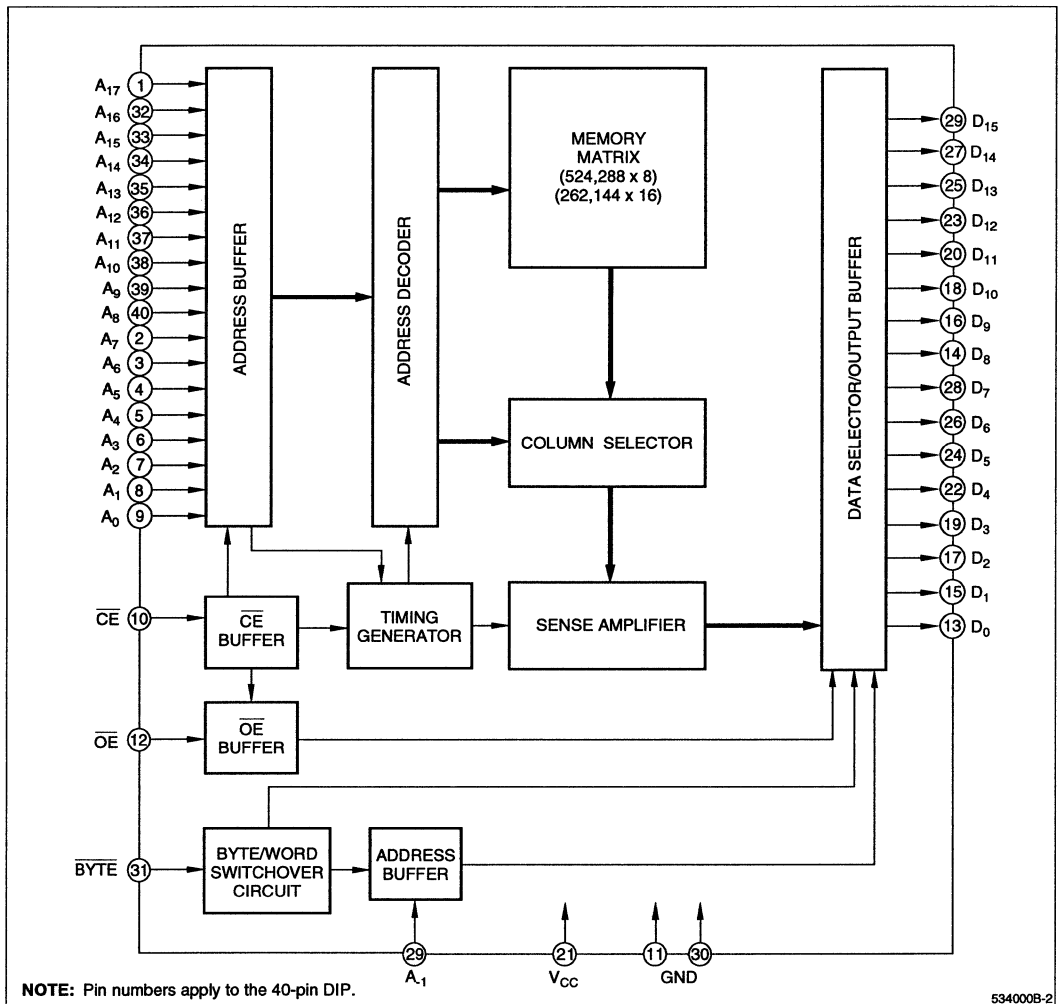 A₁₇ 1
A₁₆ 32
A₁₅ 33
A₁₄ 34
A₁₃ 35
A₁₂ 36
A₁₁ 37
A₁₀ 38
A₉ 39
A₈ 40
A₇ 2
A₆ 3
A₅ 4
A₄ 5
A₃ 6
A₂ 7
A₁ 8
A₀ 9
ADDRESS BUFFER
ADDRESS DECODER
MEMORY
MATRIX
(524,288 x 8)
(262,144 x 16)
COLUMN SELECTOR
SENSE AMPLIFIER
DATA SELECTOR/OUTPUT BUFFER
29 D₁₅
27 D₁₄
25 D₁₃
23 D₁₂
20 D₁₁
18 D₁₀
16 D₉
14 D₈
28 D₇
26 D₆
24 D₅
22 D₄
19 D₃
17 D₂
15 D₁
13 D₀
C̅E̅ 10
C̅E̅
BUFFER
TIMING
GENERATOR
O̅E̅ 12
O̅E̅
BUFFER
B̅Y̅T̅E̅ 31
BYTE/WORD
SWITCHOVER
CIRCUIT
ADDRESS
BUFFER
29
A₋₁
21
V_CC
11 30
GND
NOTE: Pin numbers apply to the 40-pin DIP.
534000B-2